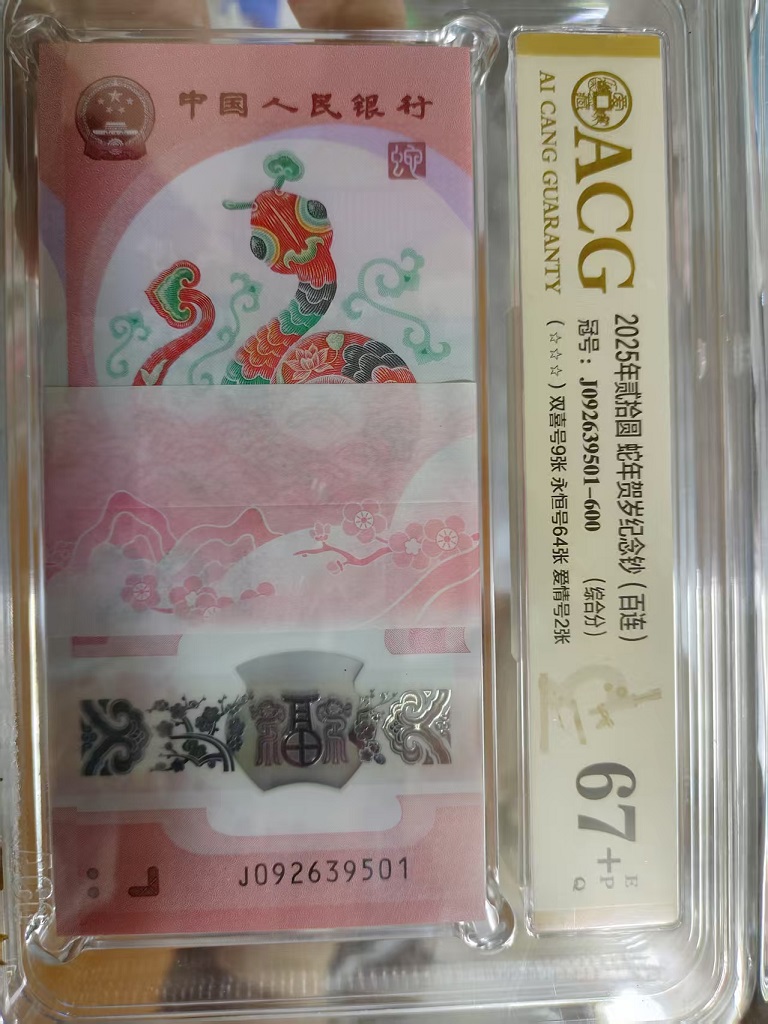 中国人民银行
蛇
J092639501
ACG
AI CANG GUARANTY
2025年贰拾圆 蛇年贺岁纪念钞（百连）
冠号：J092639501-600 （综合分）
（☆☆☆）双喜号9张 永恒号64张 爱情号2张
67+
E
P
Q